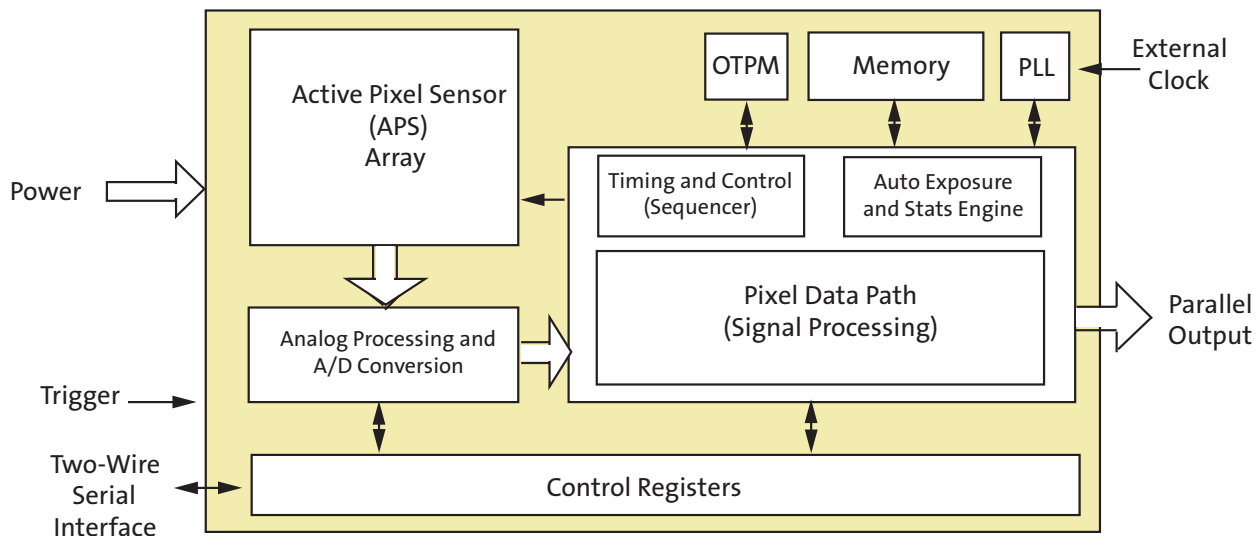 Active Pixel Sensor
(APS)
Array
OTPM
Memory
PLL
External
Clock
Power
Timing and Control
(Sequencer)
Auto Exposure
and Stats Engine
Pixel Data Path
(Signal Processing)
Parallel
Output
Analog Processing and
A/D Conversion
Trigger
Two-Wire
Serial
Interface
Control Registers